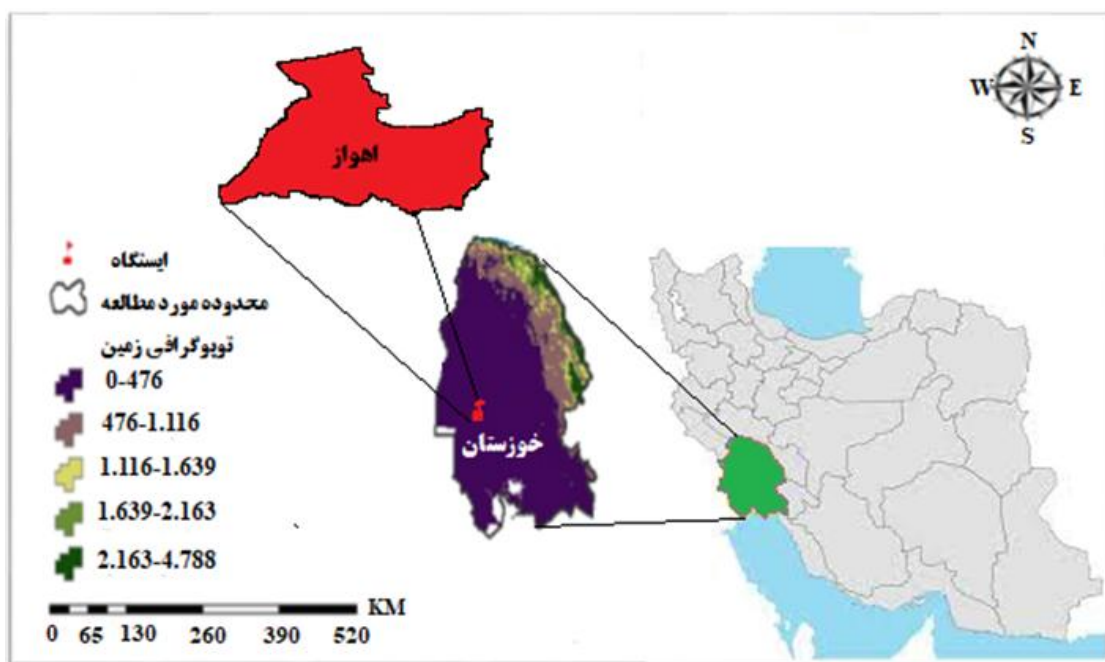 N
W E
S
اهواز
ایستگاه
محدوده مورد مطالعه
توپوگرافی زمین
0-476
476-1.116
1.116-1.639
1.639-2.163
2.163-4.788
خوزستان
KM
0 65 130 260 390 520